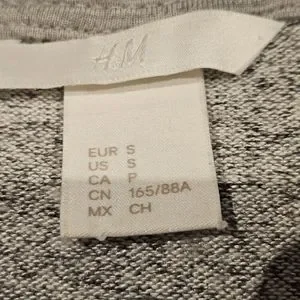 H&M
EUR S
US S
CA P
CN 165/88A
MX CH